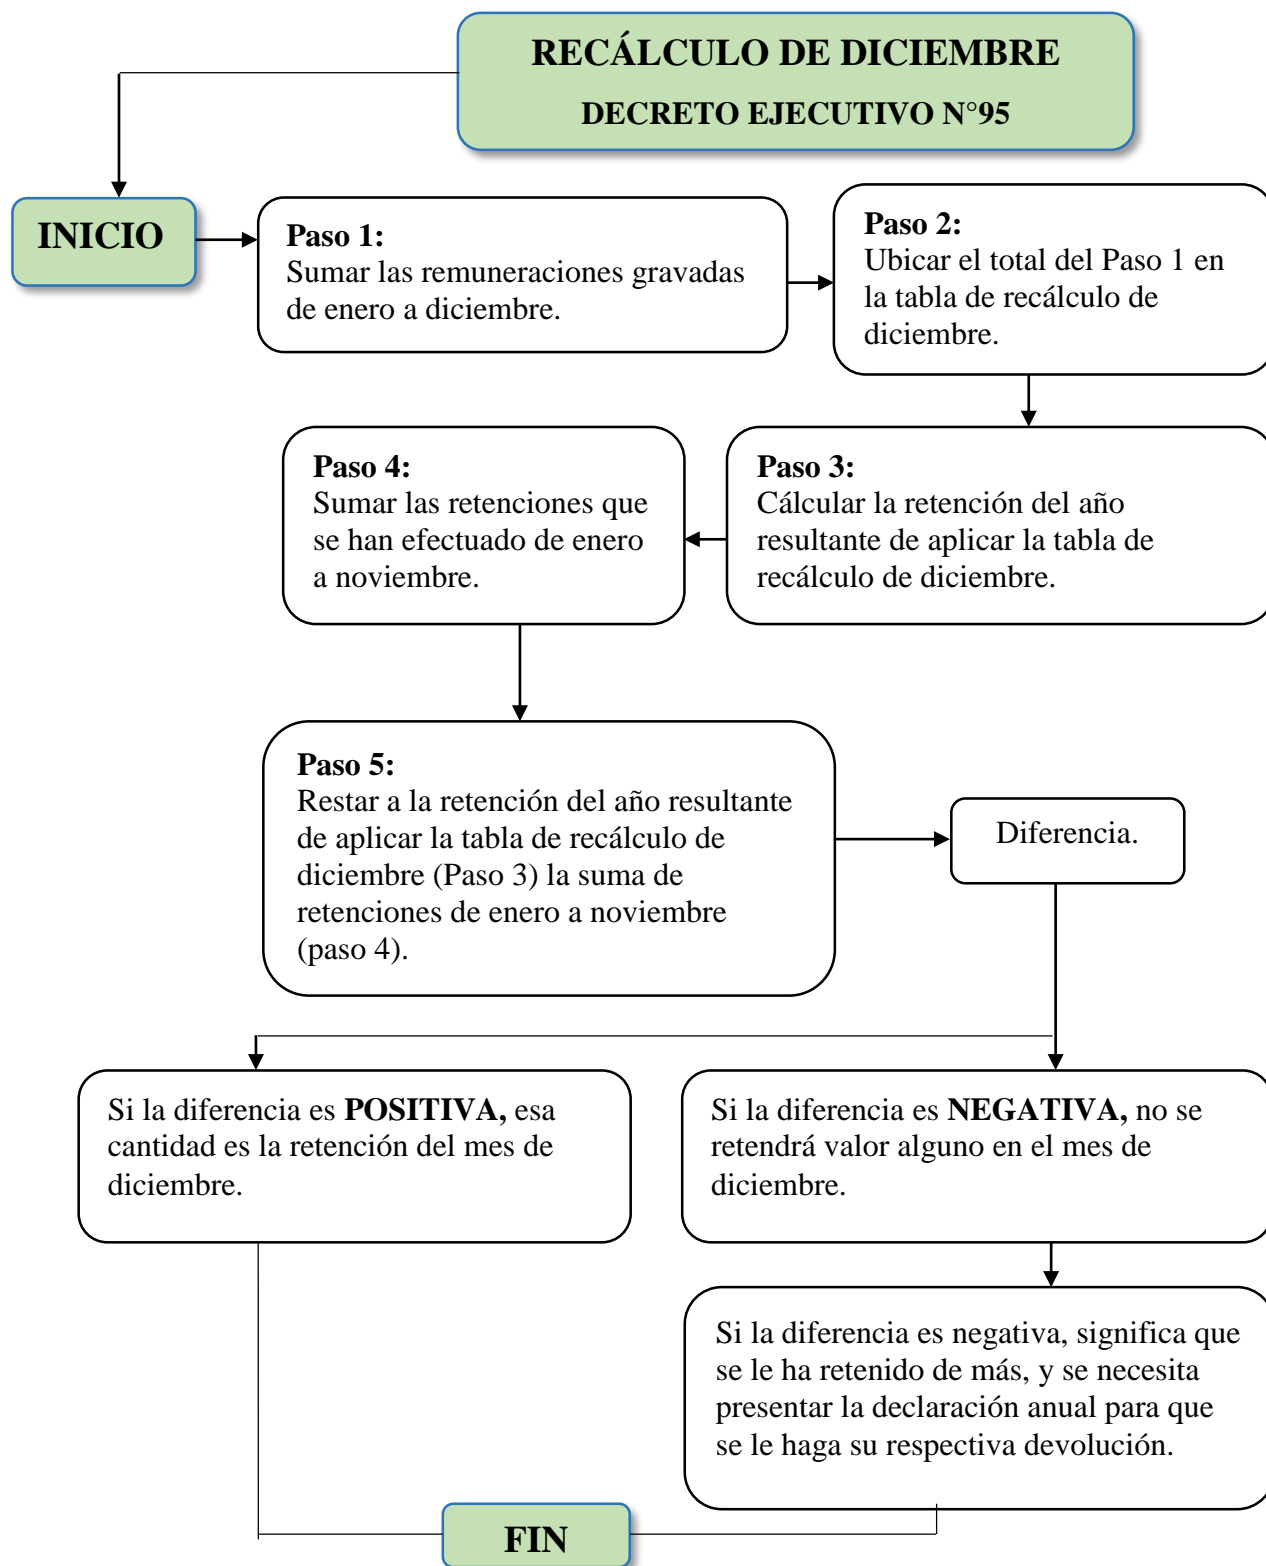 RECÁLCULO DE DICIEMBRE
DECRETO EJECUTIVO N°95
INICIO
Paso 1:
Sumar las remuneraciones gravadas
de enero a diciembre.
Paso 2:
Ubicar el total del Paso 1 en
la tabla de recálculo de
diciembre.
Paso 3:
Cálcular la retención del año
resultante de aplicar la tabla de
recálculo de diciembre.
Paso 4:
Sumar las retenciones que
se han efectuado de enero
a noviembre.
Paso 5:
Restar a la retención del año resultante
de aplicar la tabla de recálculo de
diciembre (Paso 3) la suma de
retenciones de enero a noviembre
(paso 4).
Diferencia.
Si la diferencia es POSITIVA, esa
cantidad es la retención del mes de
diciembre.
Si la diferencia es NEGATIVA, no se
retendrá valor alguno en el mes de
diciembre.
Si la diferencia es negativa, significa que
se le ha retenido de más, y se necesita
presentar la declaración anual para que
se le haga su respectiva devolución.
FIN